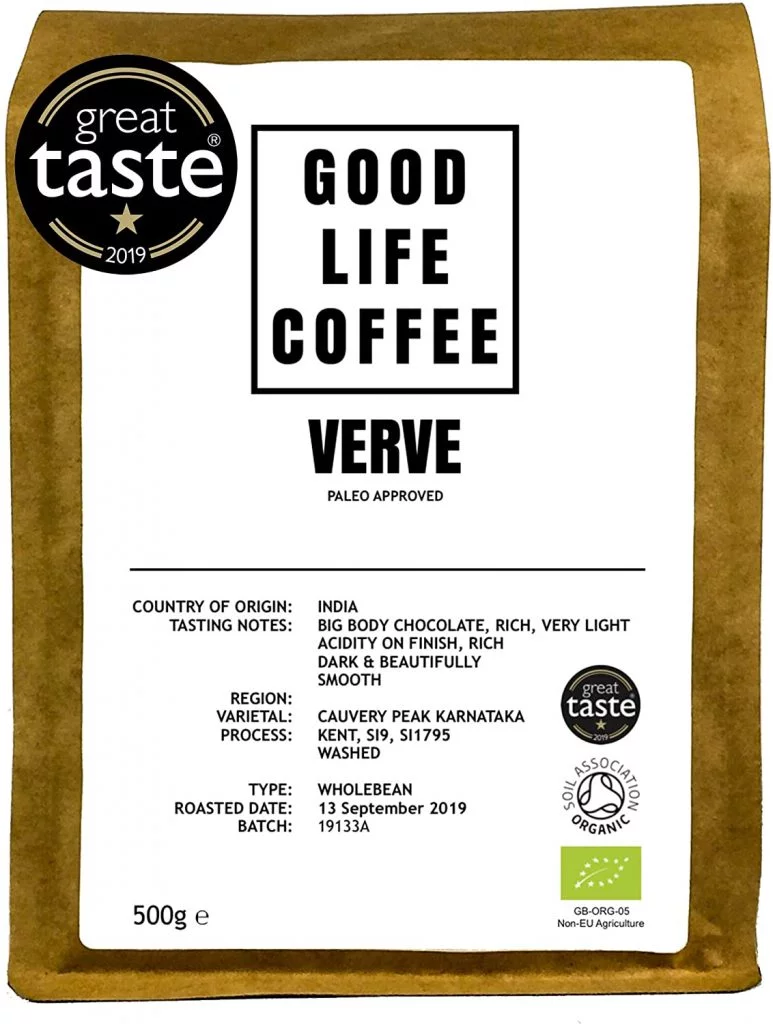 great
taste®
2019
GOOD
LIFE
COFFEE
VERVE
PALEO APPROVED
COUNTRY OF ORIGIN: INDIA
TASTING NOTES: BIG BODY CHOCOLATE, RICH, VERY LIGHT
ACIDITY ON FINISH, RICH
DARK & BEAUTIFULLY
SMOOTH
REGION:
VARIETAL: CAUVERY PEAK KARNATAKA
PROCESS: KENT, SI9, SI1795
WASHED
TYPE: WHOLEBEAN
ROASTED DATE: 13 September 2019
BATCH: 19133A
great
taste
2019
SOIL ASSOCIATION
ORGANIC
GB-ORG-05
Non-EU Agriculture
500g ℮